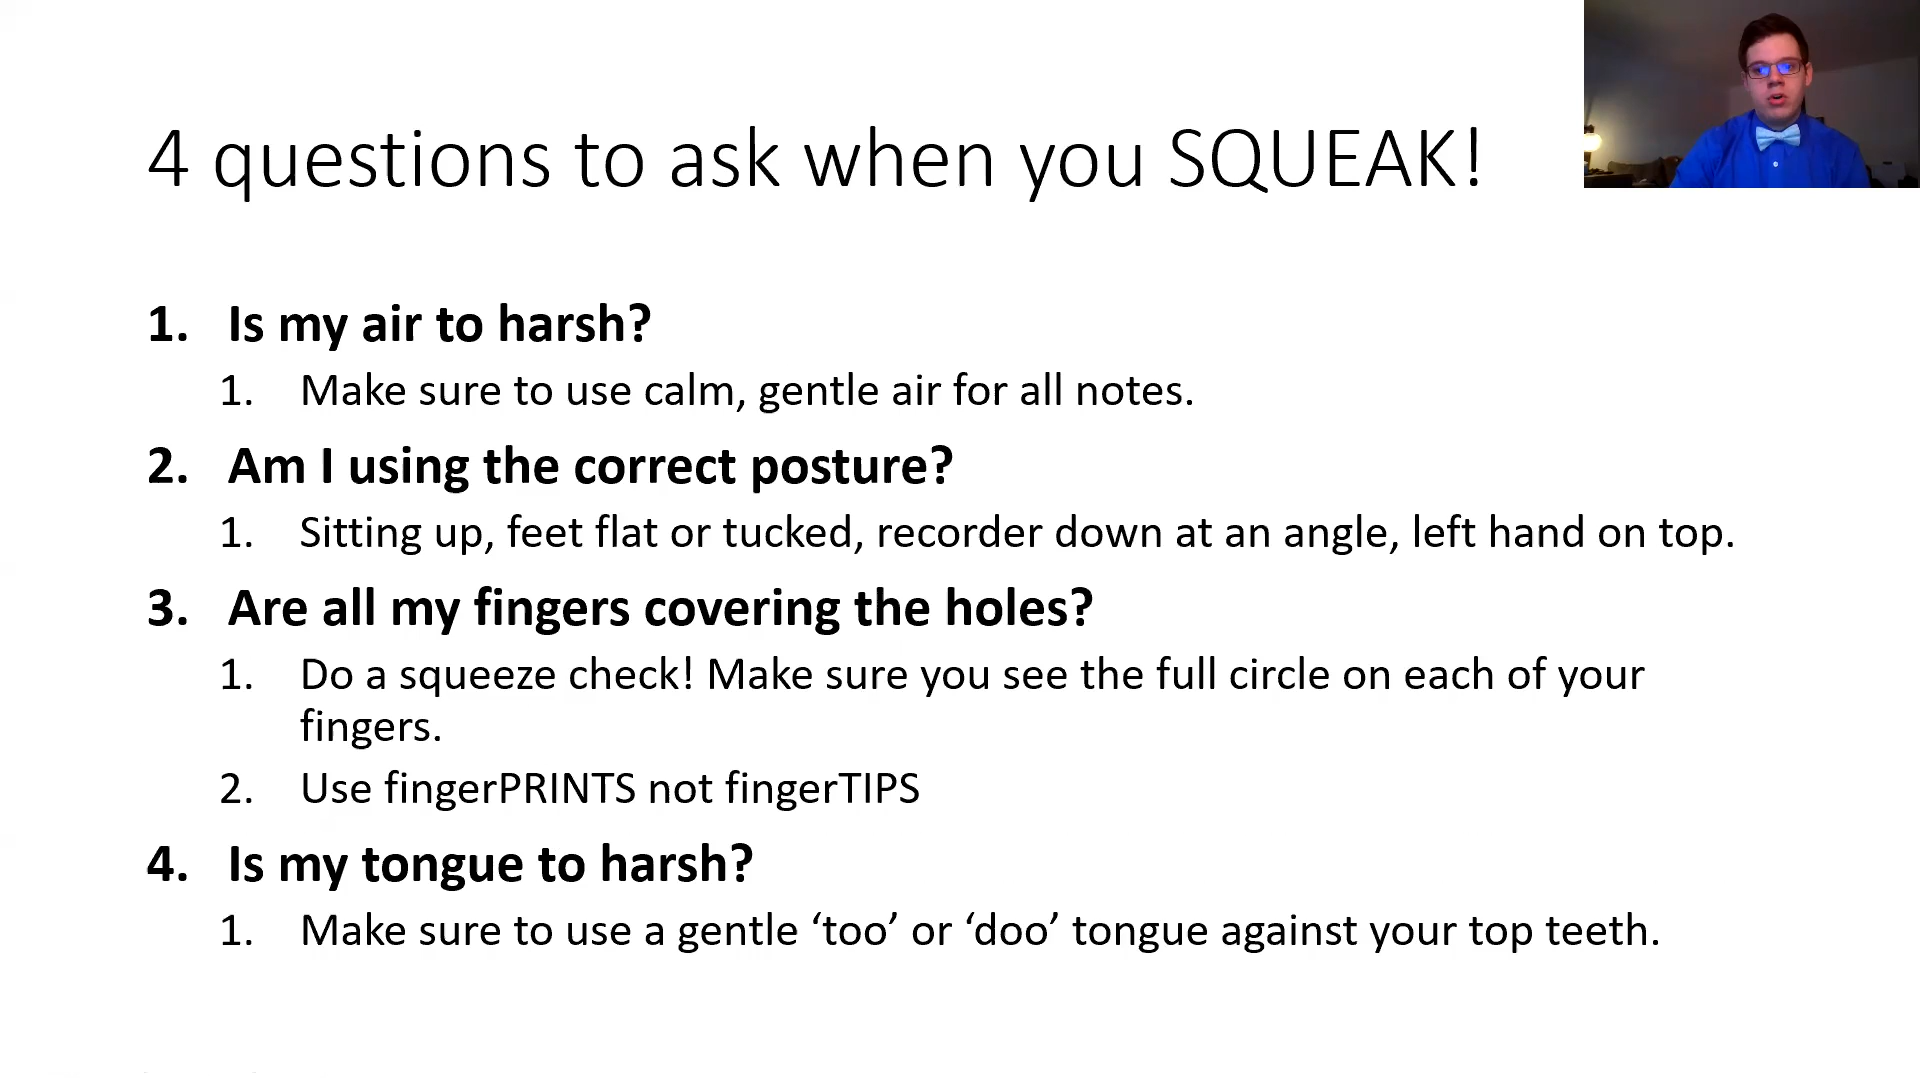 4 questions to ask when you SQUEAK!
1. Is my air to harsh?
1. Make sure to use calm, gentle air for all notes.
2. Am I using the correct posture?
1. Sitting up, feet flat or tucked, recorder down at an angle, left hand on top.
3. Are all my fingers covering the holes?
1. Do a squeeze check! Make sure you see the full circle on each of your
fingers.
2. Use fingerPRINTS not fingerTIPS
4. Is my tongue to harsh?
1. Make sure to use a gentle ‘too’ or ‘doo’ tongue against your top teeth.